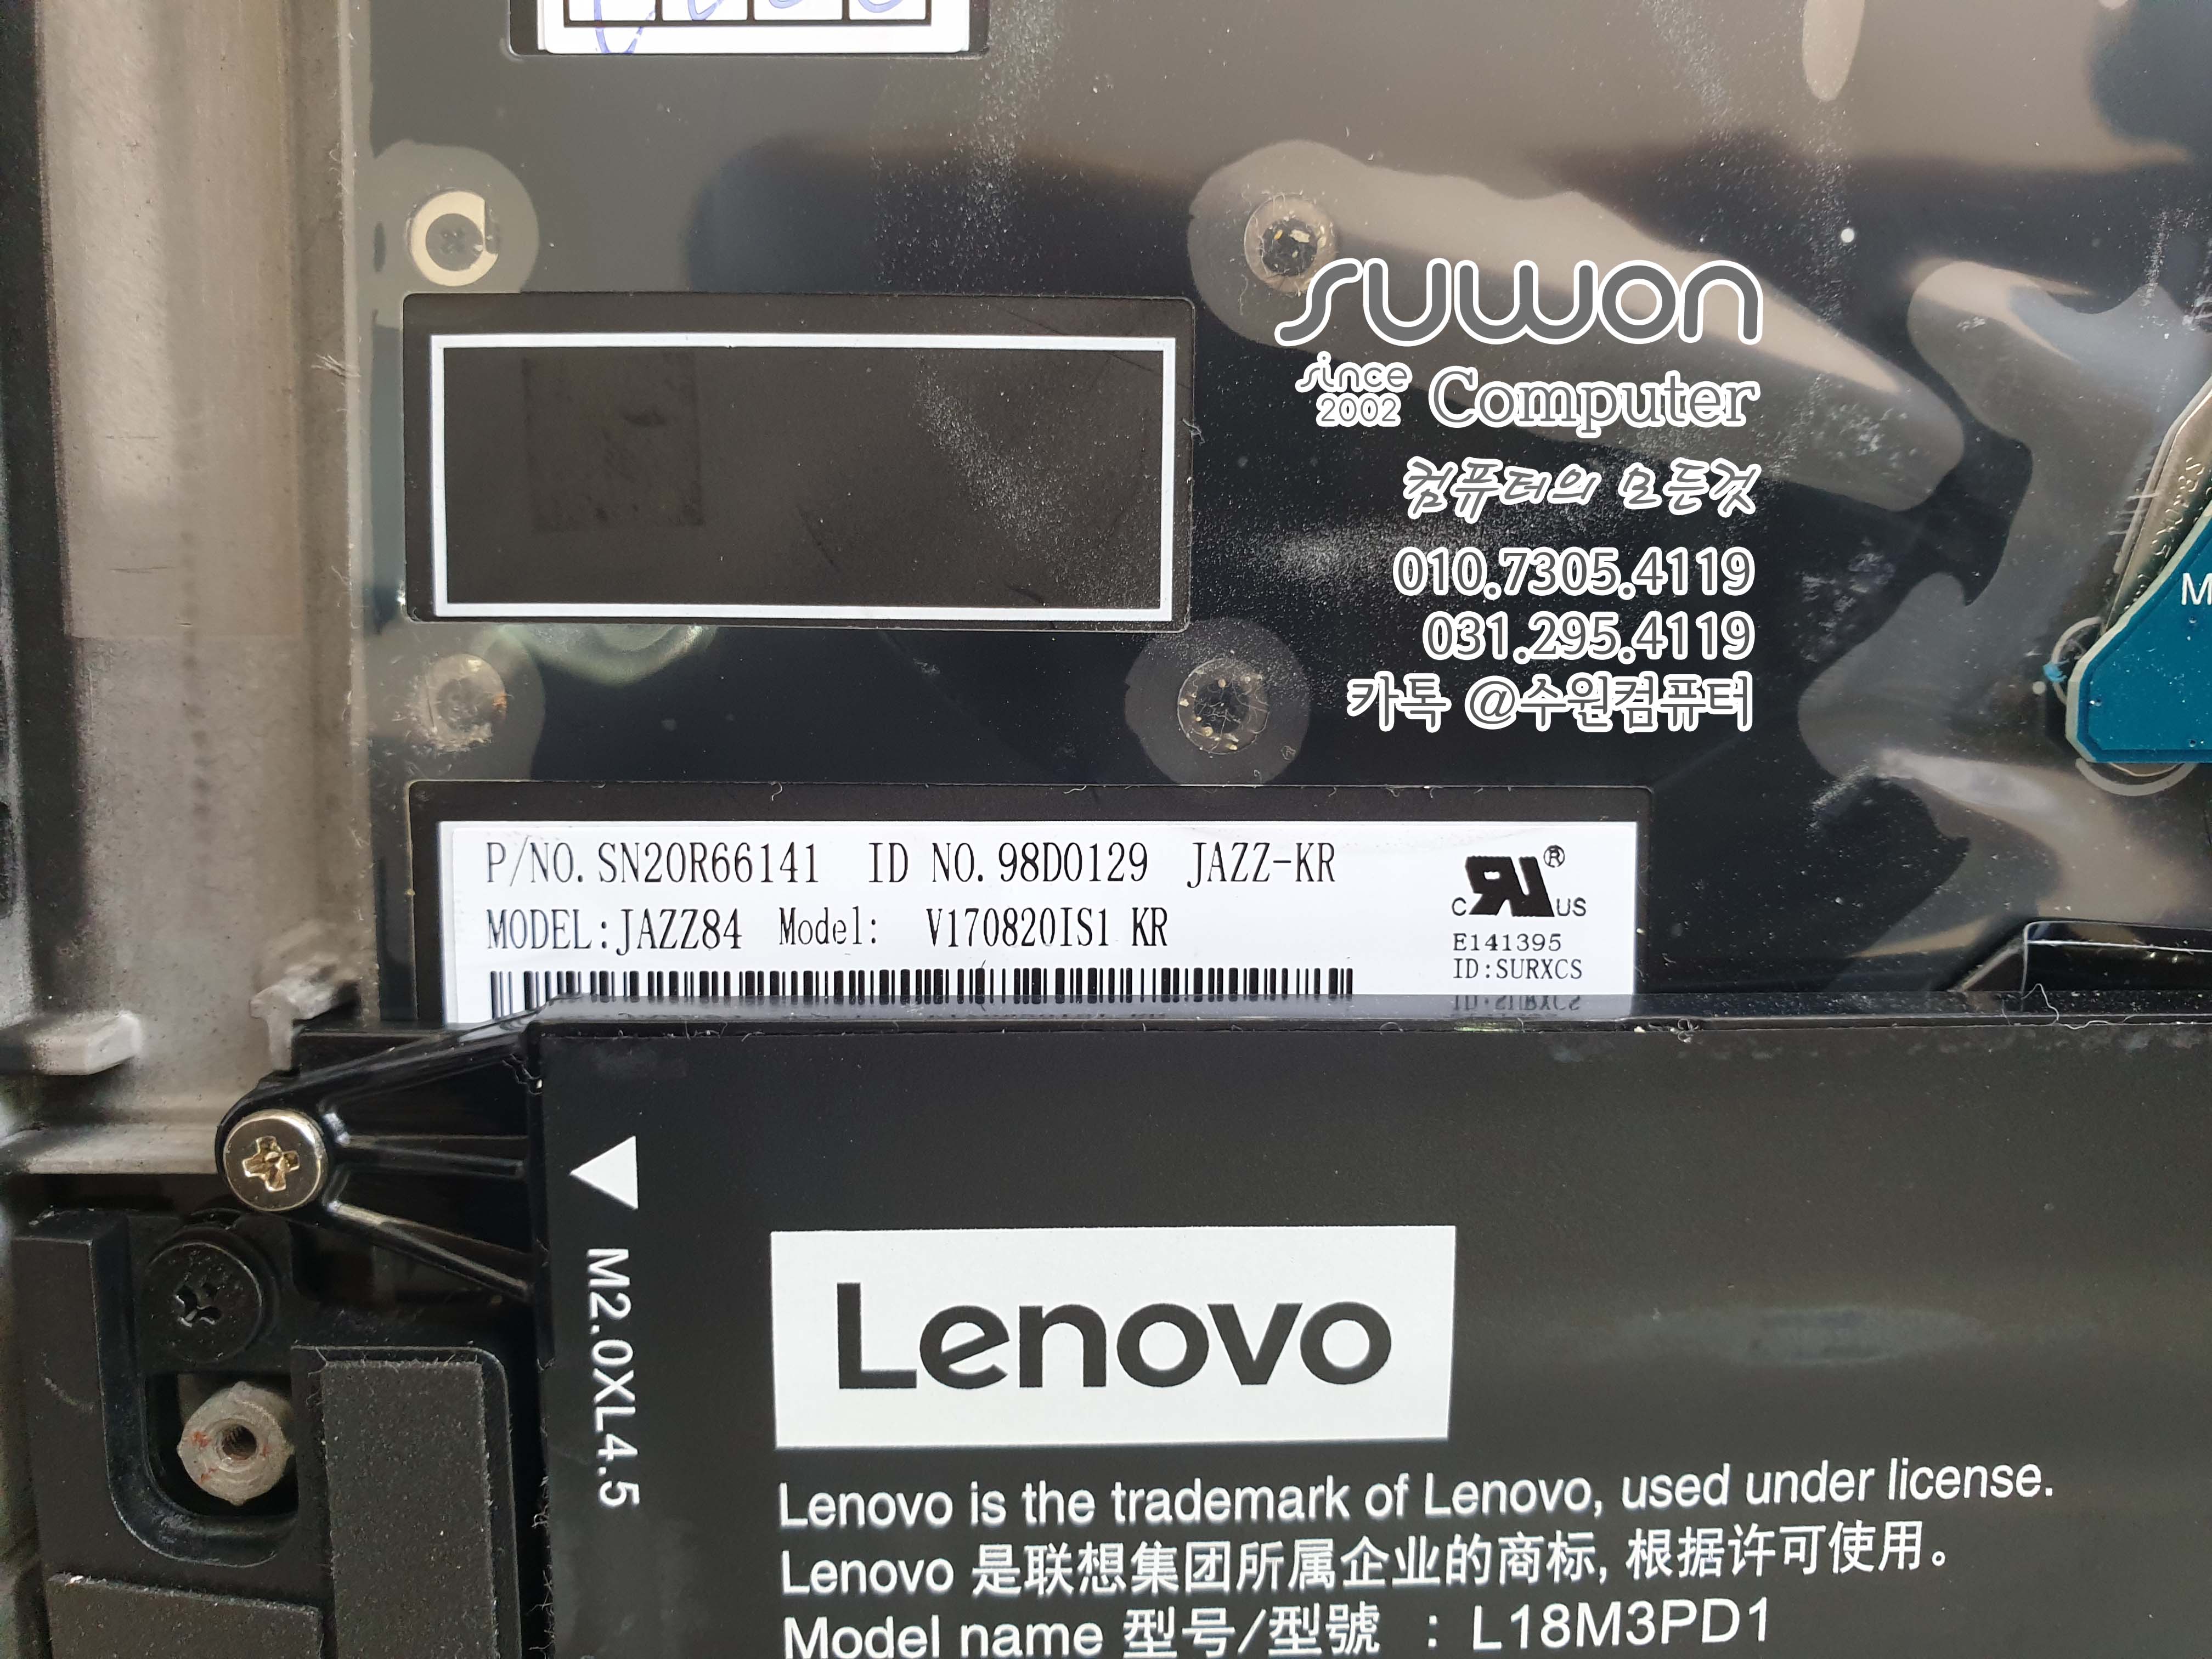 suwon
since
2002
Computer
컴퓨터의 모든것
010.7305.4119
031.295.4119
카톡 @수원컴퓨터
M
P/NO. SN20R66141 ID NO. 98D0129 JAZZ-KR
MODEL:JAZZ84 Model: V170820IS1 KR
C RU US ®
E141395
ID:SURXCS
M2.0XL4.5
Lenovo
Lenovo is the trademark of Lenovo, used under license.
Lenovo 是联想集团所属企业的商标, 根据许可使用。
Model name 型号/型號 : L18M3PD1